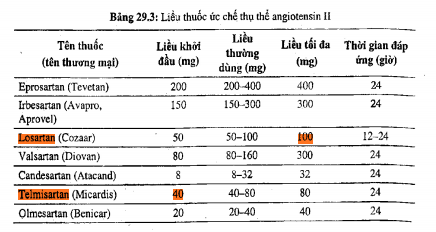 Bảng 29.3: Liều thuốc ức chế thụ thể angiotensin II
Tên thuốc (tên thương mại) Liều khởi đầu (mg) Liều thường dùng (mg) Liều tối đa (mg) Thời gian đáp ứng (giờ)
Eprosartan (Tevetan) 200 200–400 400 24
Irbesartan (Avapro, Aprovel) 150 150–300 300 24
Losartan (Cozaar) 50 50–100 100 12–24
Valsartan (Diovan) 80 80–160 300 24
Candesartan (Atacand) 8 8–32 32 24
Telmisartan (Micardis) 40 40–80 80 24
Olmesartan (Benicar) 20 20–40 40 24